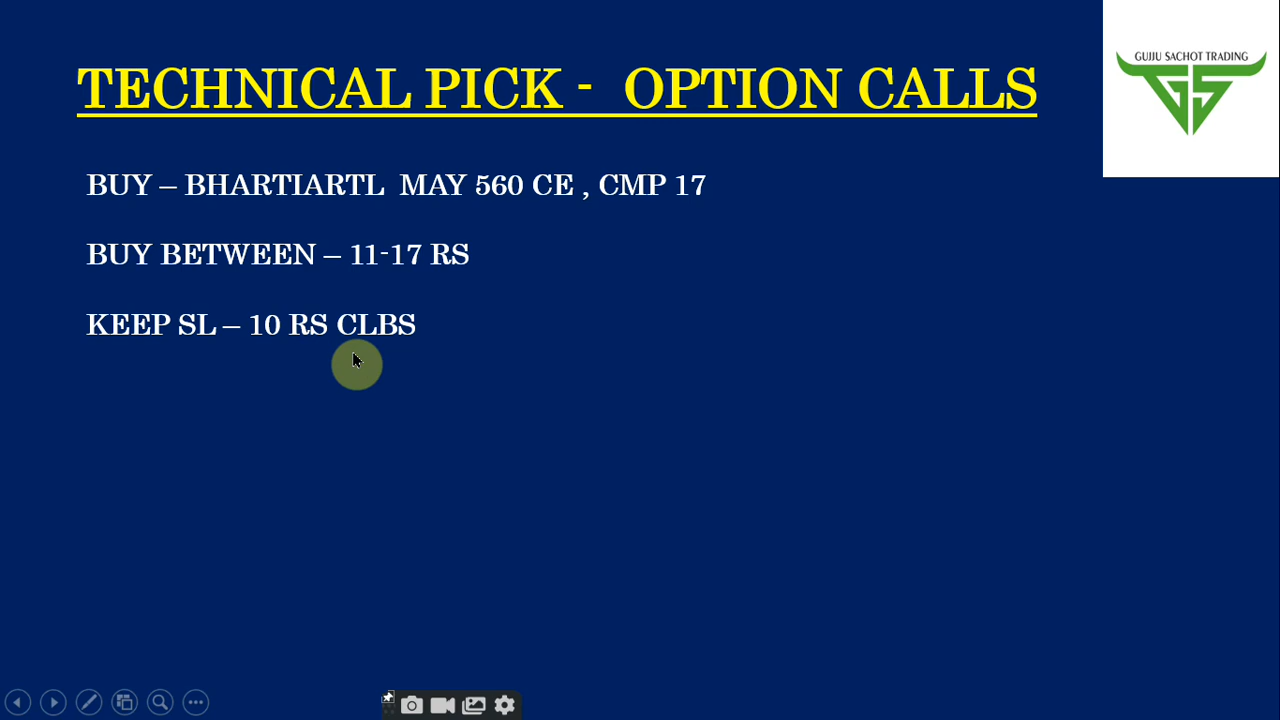 TECHNICAL PICK - OPTION CALLS
GUJJU SACHOT TRADING
GS
BUY – BHARTIARTL MAY 560 CE , CMP 17
BUY BETWEEN – 11-17 RS
KEEP SL – 10 RS CLBS